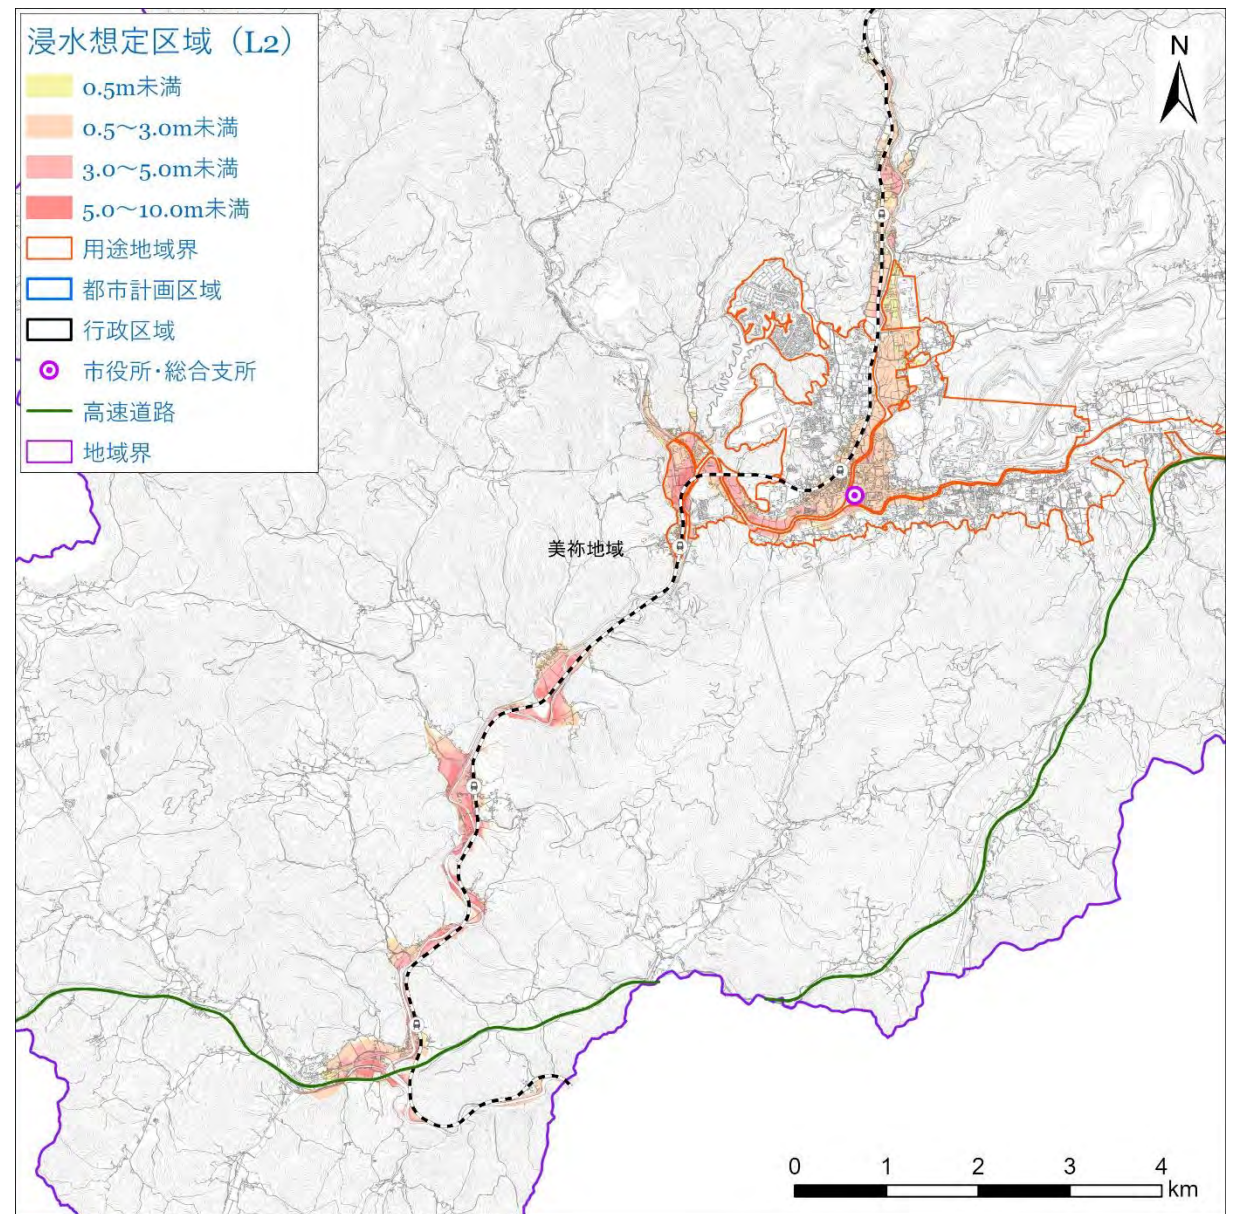 浸水想定区域（L2）
0.5m未満
0.5～3.0m未満
3.0～5.0m未満
5.0～10.0m未満
用途地域界
都市計画区域
行政区域
市役所・総合支所
高速道路
地域界
N
美祢地域
0 1 2 3 4
km